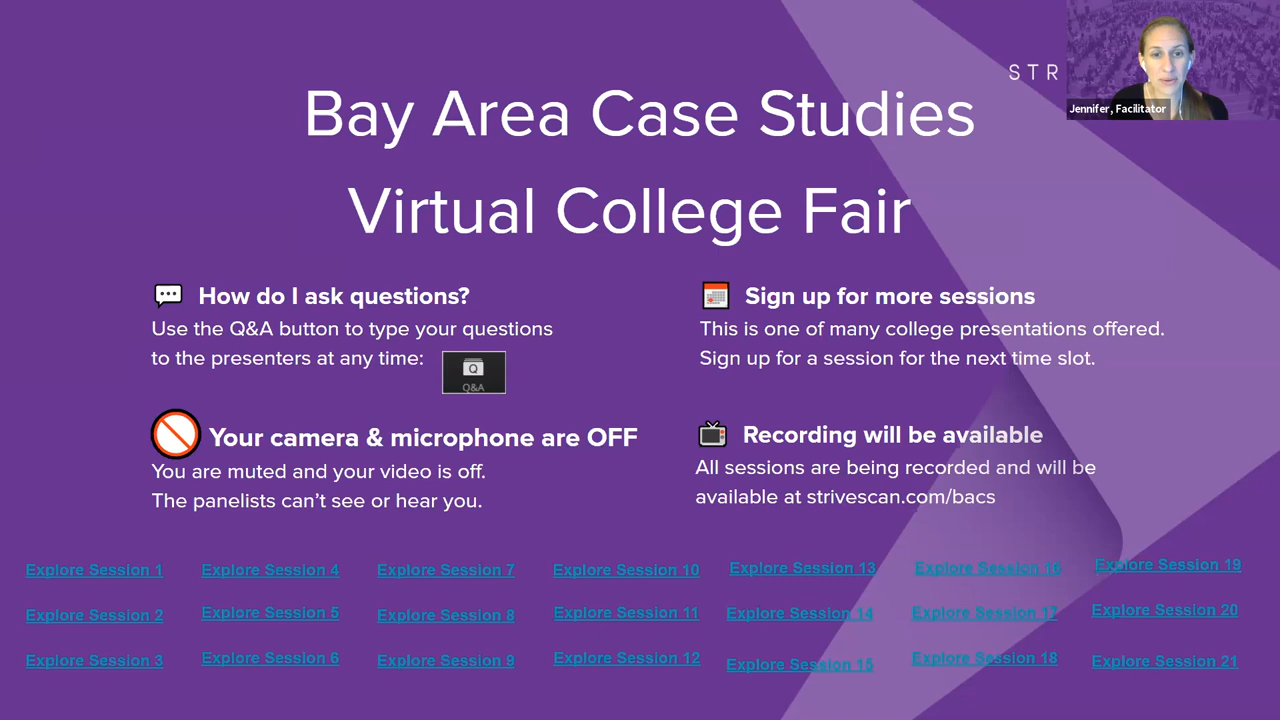 STR
Jennifer, Facilitator
Bay Area Case Studies
Virtual College Fair
How do I ask questions?
Use the Q&A button to type your questions
to the presenters at any time:
Q
Q&A
Sign up for more sessions
This is one of many college presentations offered.
Sign up for a session for the next time slot.
Your camera & microphone are OFF
You are muted and your video is off.
The panelists can’t see or hear you.
Recording will be available
All sessions are being recorded and will be
available at strivescan.com/bacs
Explore Session 1
Explore Session 4
Explore Session 7
Explore Session 10
Explore Session 13
Explore Session 16
Explore Session 19
Explore Session 2
Explore Session 5
Explore Session 8
Explore Session 11
Explore Session 14
Explore Session 17
Explore Session 20
Explore Session 3
Explore Session 6
Explore Session 9
Explore Session 12
Explore Session 15
Explore Session 18
Explore Session 21